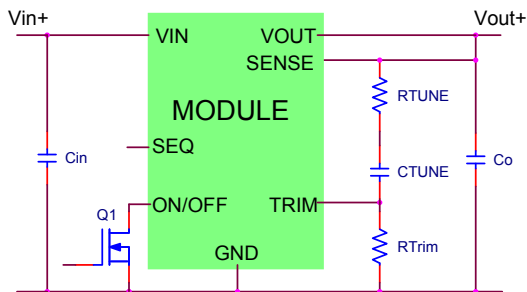 Vin+
Vout+
VIN
VOUT
SENSE
RTUNE
MODULE
Cin
SEQ
CTUNE
Co
Q1
ON/OFF
TRIM
RTrim
GND